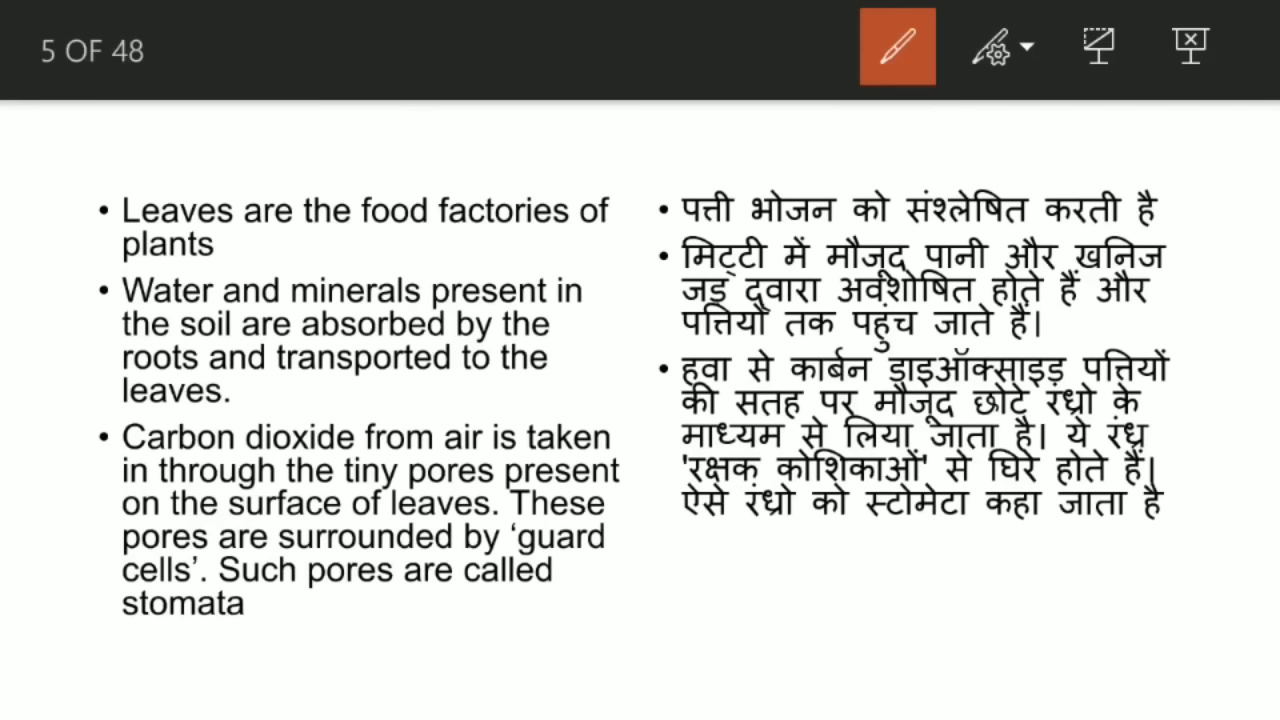 5 OF 48
• Leaves are the food factories of
plants
• Water and minerals present in
the soil are absorbed by the
roots and transported to the
leaves.
• Carbon dioxide from air is taken
in through the tiny pores present
on the surface of leaves. These
pores are surrounded by ‘guard
cells’. Such pores are called
stomata
• पत्ती भोजन को संश्लेषित करती है
• मिट्टी में मौजूद पानी और खनिज
जड़ द्वारा अवशोषित होते हैं और
पत्तियों तक पहुंच जाते हैं।
• हवा से कार्बन डाइऑक्साइड पत्तियों
की सतह पर मौजूद छोटे रंध्रो के
माध्यम से लिया जाता है। ये रंध्र
'रक्षक कोशिकाओं' से घिरे होते हैं।
ऐसे रंध्रो को स्टोमेटा कहा जाता है